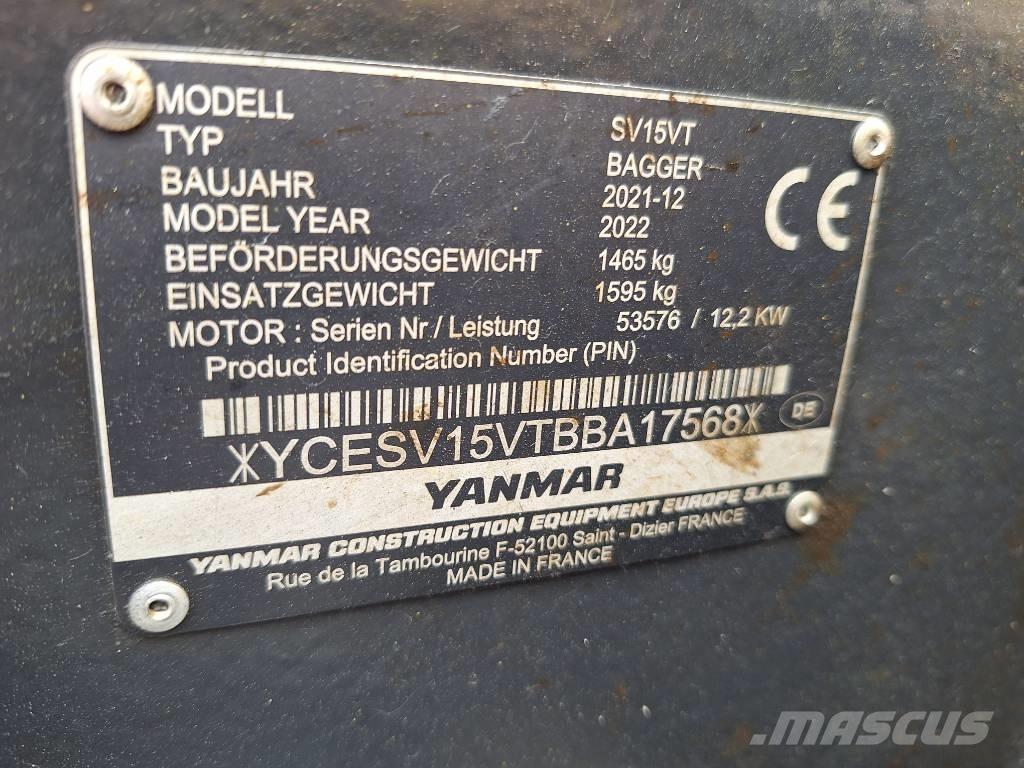 MODELL SV15VT
TYP BAGGER
BAUJAHR 2021-12
MODEL YEAR 2022
BEFÖRDERUNGSGEWICHT 1465 kg
EINSATZGEWICHT 1595 kg
MOTOR : Serien Nr / Leistung 53576 / 12,2 KW
Product Identification Number (PIN)
CE
*YCESV15VTBBA17568*
DE
YANMAR
YANMAR CONSTRUCTION EQUIPMENT EUROPE S.A.S.
Rue de la Tambourine F-52100 Saint - Dizier FRANCE
MADE IN FRANCE
MASCUS